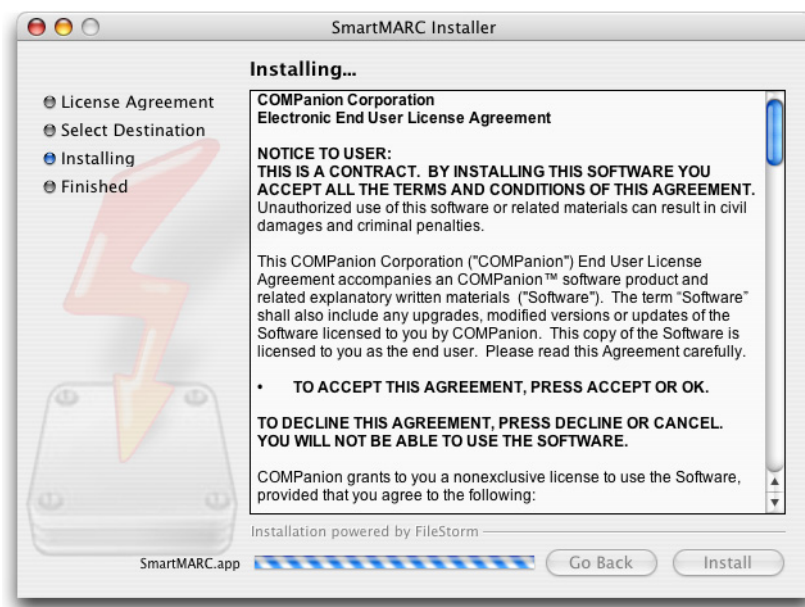 SmartMARC Installer
Installing...
License Agreement
Select Destination
Installing
Finished
COMPanion Corporation
Electronic End User License Agreement
NOTICE TO USER:
THIS IS A CONTRACT.  BY INSTALLING THIS SOFTWARE YOU
ACCEPT ALL THE TERMS AND CONDITIONS OF THIS AGREEMENT.
Unauthorized use of this software or related materials can result in civil
damages and criminal penalties.
This COMPanion Corporation ("COMPanion") End User License
Agreement accompanies an COMPanion™ software product and
related explanatory written materials  ("Software").  The term “Software”
shall also include any upgrades, modified versions or updates of the
Software licensed to you by COMPanion.  This copy of the Software is
licensed to you as the end user.  Please read this Agreement carefully.
• TO ACCEPT THIS AGREEMENT, PRESS ACCEPT OR OK.
TO DECLINE THIS AGREEMENT, PRESS DECLINE OR CANCEL.
YOU WILL NOT BE ABLE TO USE THE SOFTWARE.
COMPanion grants to you a nonexclusive license to use the Software,
provided that you agree to the following:
Installation powered by FileStorm
SmartMARC.app
Go Back
Install